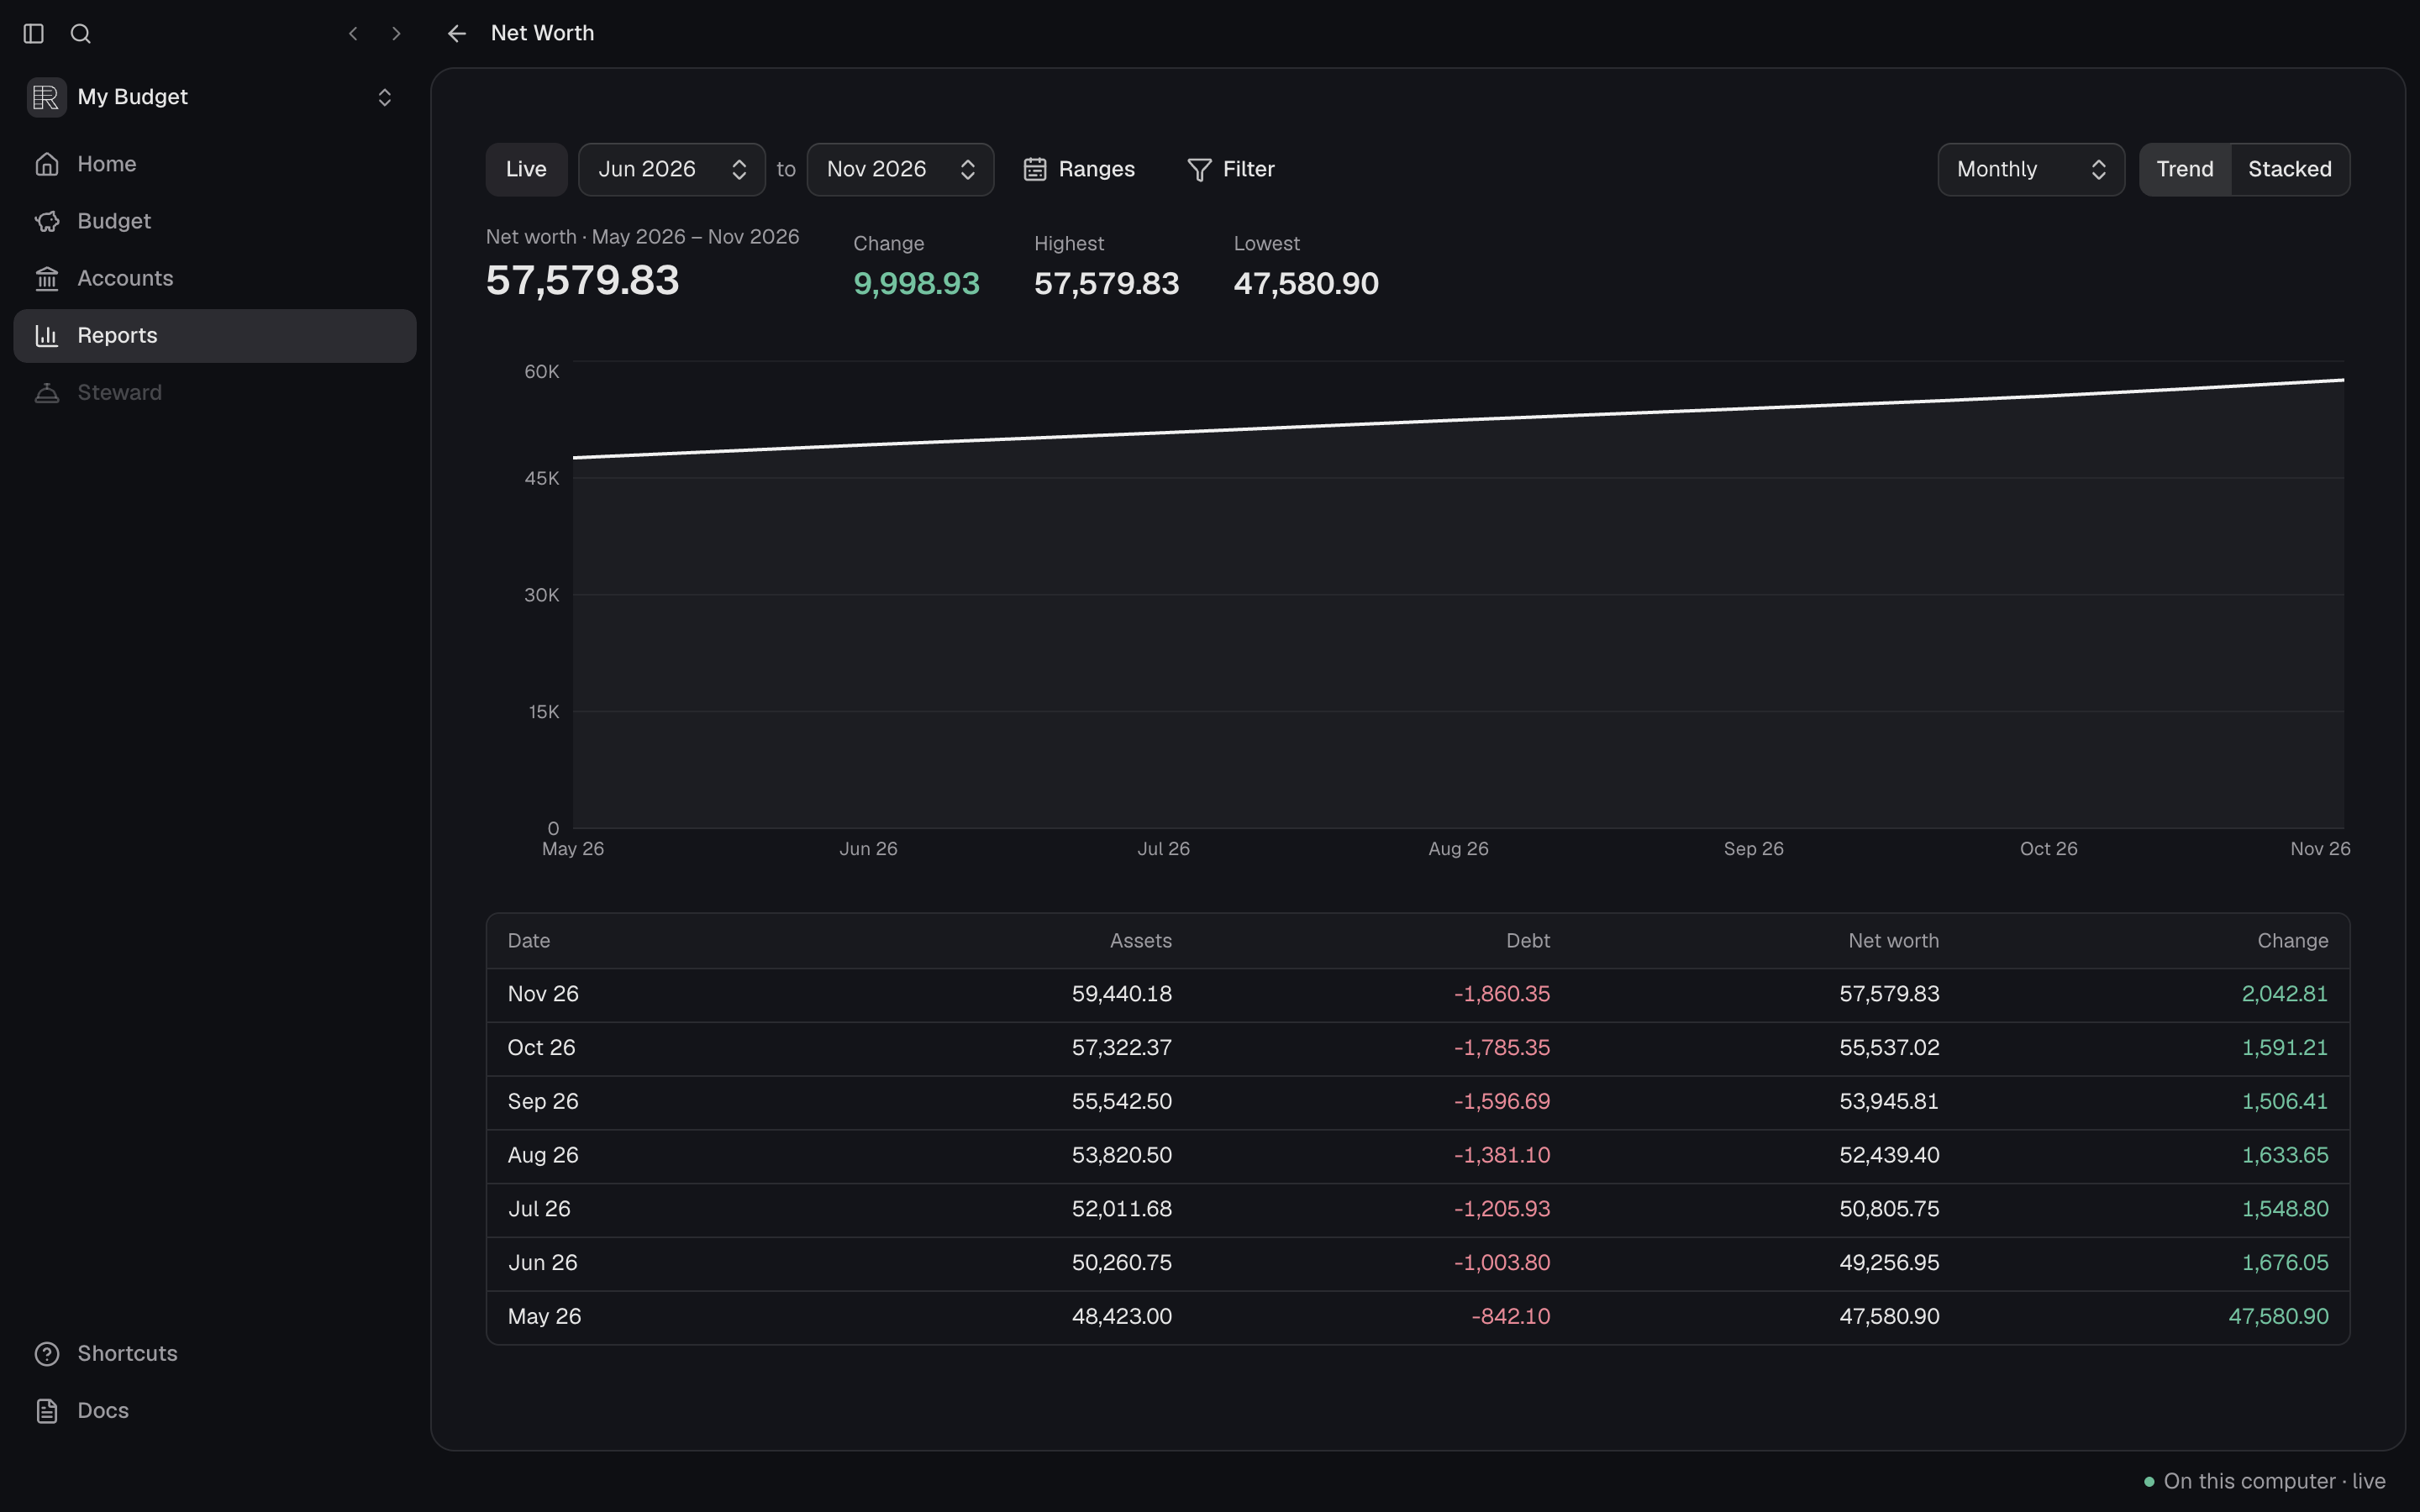 Net Worth
My Budget
Home
Budget
Accounts
Reports
Steward
Shortcuts
Docs
Live Jun 2026 to Nov 2026 Ranges Filter Monthly Trend Stacked
Net worth · May 2026 – Nov 2026 Change Highest Lowest
57,579.83 9,998.93 57,579.83 47,580.90
60K
45K
30K
15K
0
May 26 Jun 26 Jul 26 Aug 26 Sep 26 Oct 26 Nov 26
Date Assets Debt Net worth Change
Nov 26 59,440.18 -1,860.35 57,579.83 2,042.81
Oct 26 57,322.37 -1,785.35 55,537.02 1,591.21
Sep 26 55,542.50 -1,596.69 53,945.81 1,506.41
Aug 26 53,820.50 -1,381.10 52,439.40 1,633.65
Jul 26 52,011.68 -1,205.93 50,805.75 1,548.80
Jun 26 50,260.75 -1,003.80 49,256.95 1,676.05
May 26 48,423.00 -842.10 47,580.90 47,580.90
On this computer · live